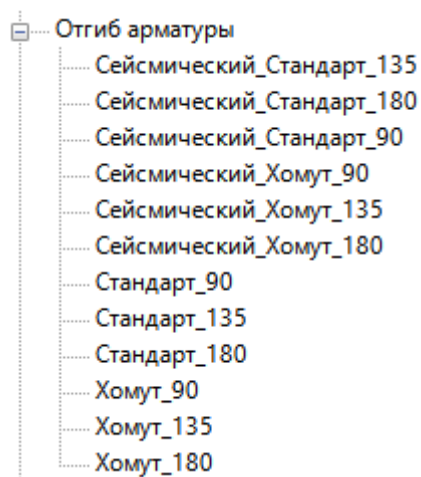 Отгиб арматуры
Сейсмический_Стандарт_135
Сейсмический_Стандарт_180
Сейсмический_Стандарт_90
Сейсмический_Хомут_90
Сейсмический_Хомут_135
Сейсмический_Хомут_180
Стандарт_90
Стандарт_135
Стандарт_180
Хомут_90
Хомут_135
Хомут_180